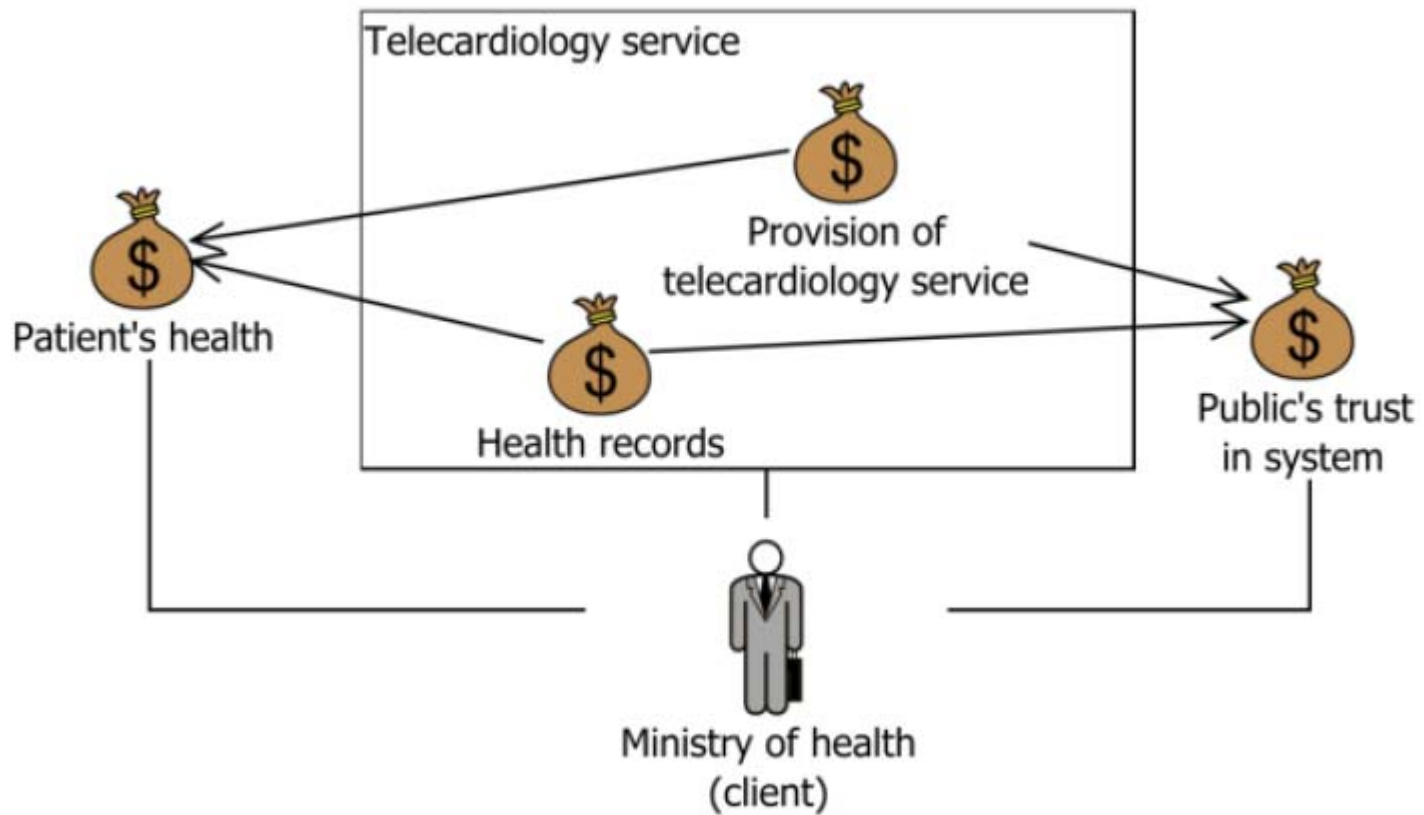 Telecardiology service
$
Provision of
telecardiology service
$
Patient's health
$
Health records
$
Public's trust
in system
Ministry of health
(client)